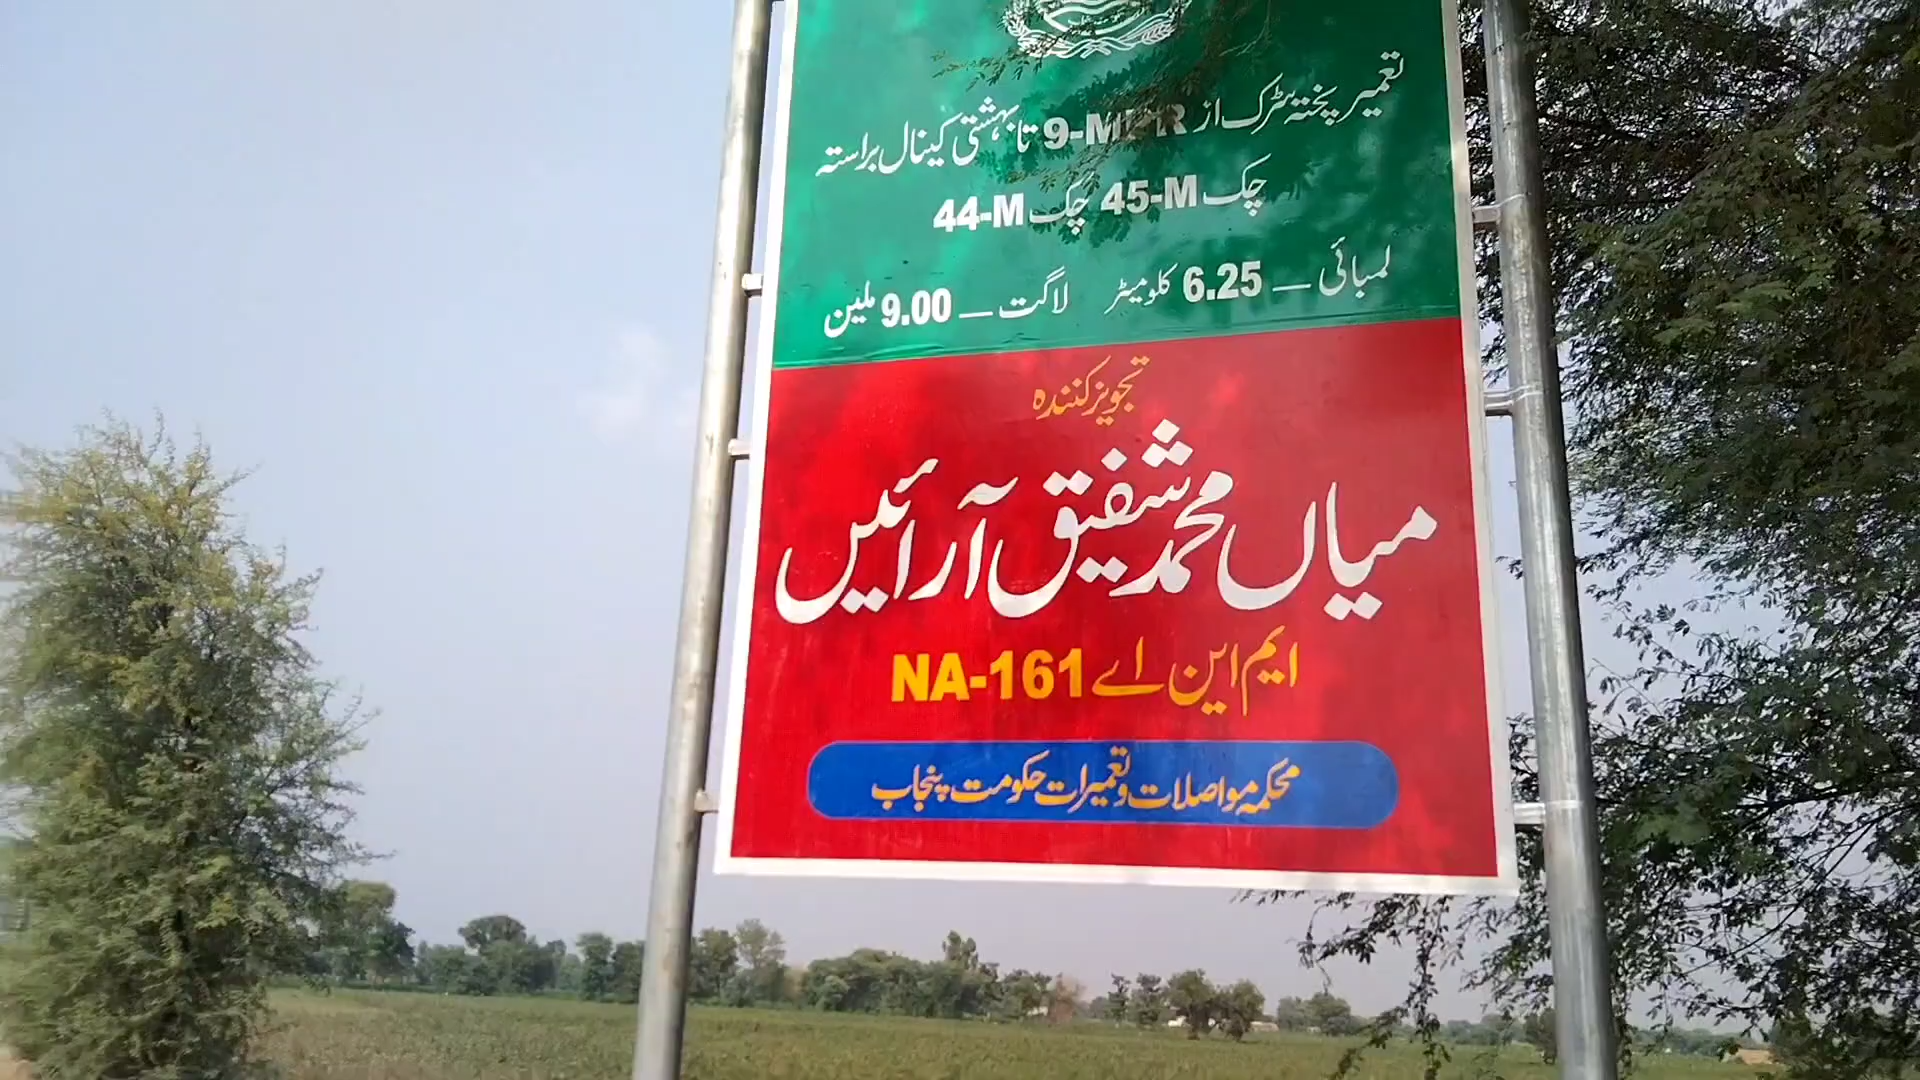 تعمیر پختہ سڑک از 9-MPR تا بہشتی کینال براستہ
چک 45-M چک 44-M
لمبائی – 6.25 کلومیٹر لاگت – 9.00 ملین
تجویز کنندہ
میاں محمد شفیق آرائیں
ایم این اے NA-161
محکمہ مواصلات و تعمیرات حکومت پنجاب